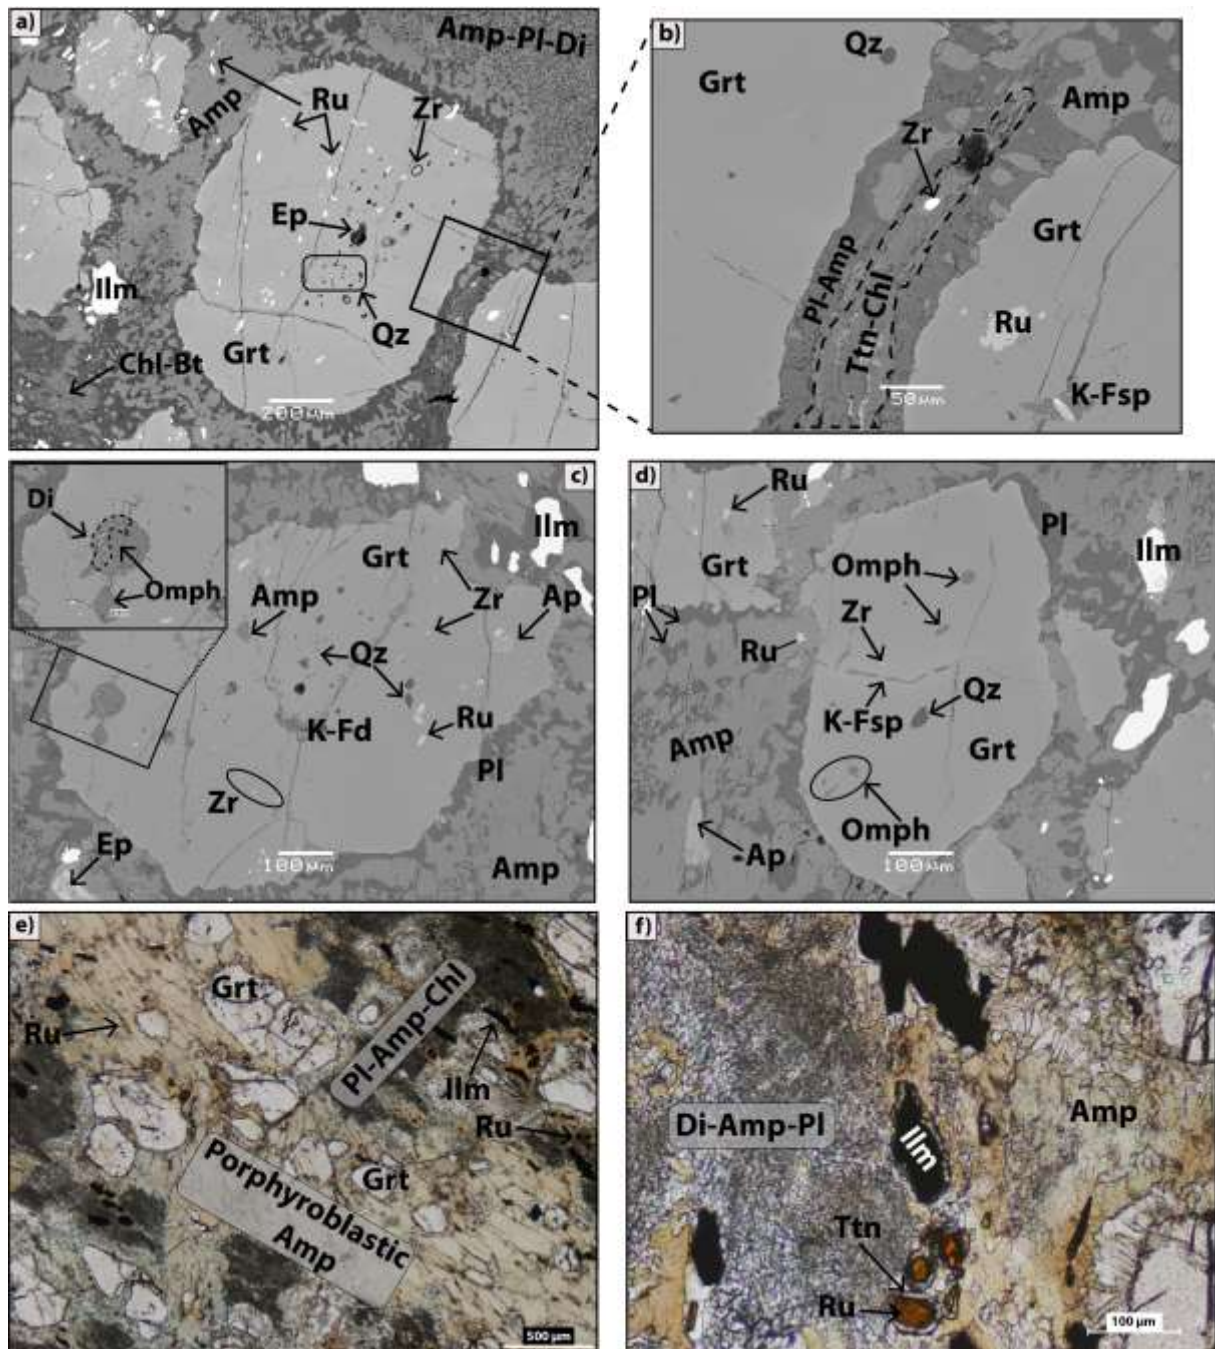 a)
Amp-Pl-Di
Amp
Ru
Zr
Ep
Ilm
Qz
Grt
Chl-Bt
200 µm
b)
Qz
Grt
Amp
Zr
Grt
Pl-Amp
Ttn-Chl
Ru
50 µm
K-Fsp
c)
Di
Omph
Ilm
Grt
Amp
Zr
Ap
Qz
Ru
K-Fd
Pl
Zr
Ep
100 µm
Amp
d)
Ru
Pl
Omph
Ilm
Grt
Pl
Zr
Ru
Qz
K-Fsp
Amp
Grt
Omph
Ap
100 µm
e)
Grt
Ru
Pl-Amp-Chl
Ilm
Ru
Grt
Porphyroblastic
Amp
500 µm
f)
Di-Amp-Pl
Amp
Ilm
Ttn
Ru
100 µm